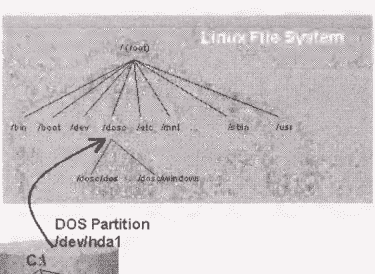 Linux File System
/ (root)
/bin /boot /dev /dosc /etc /mnt ... /sbin /usr
/dosc/dos /dosc/windows
DOS Partition
/dev/hda1
C:\